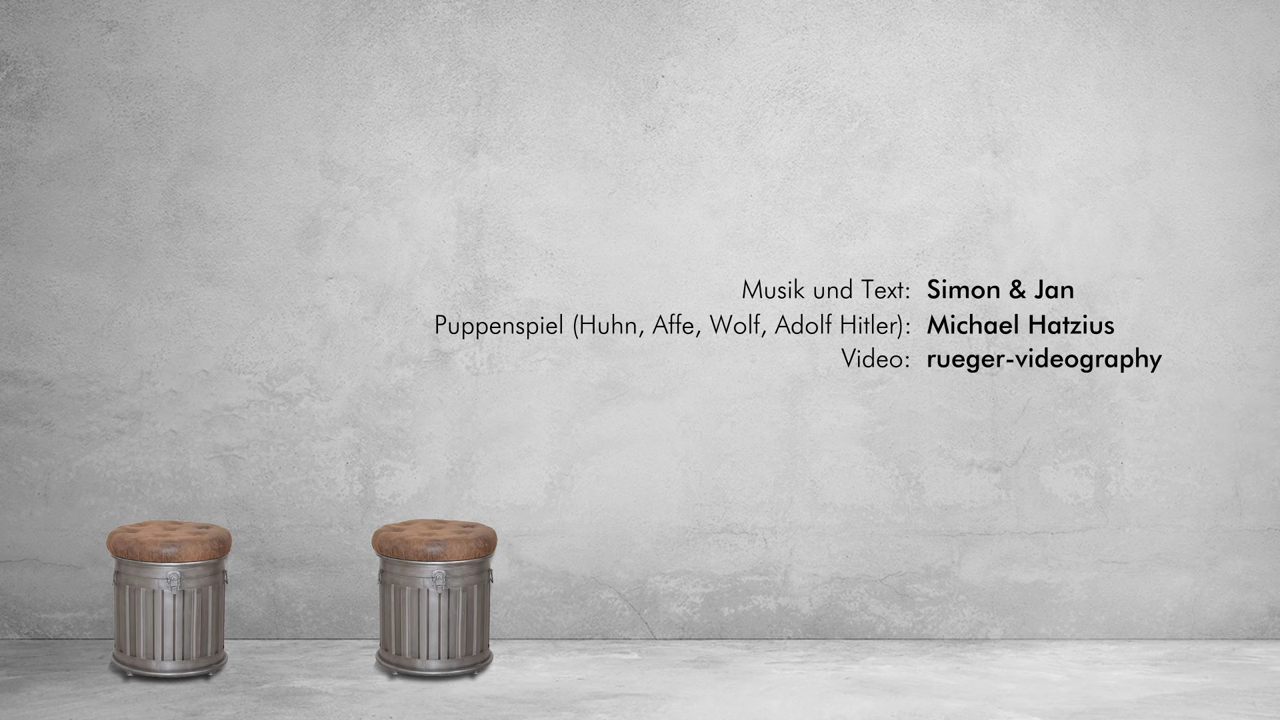 Musik und Text: Simon & Jan
Puppenspiel (Huhn, Affe, Wolf, Adolf Hitler): Michael Hatzius
Video: rueger-videography